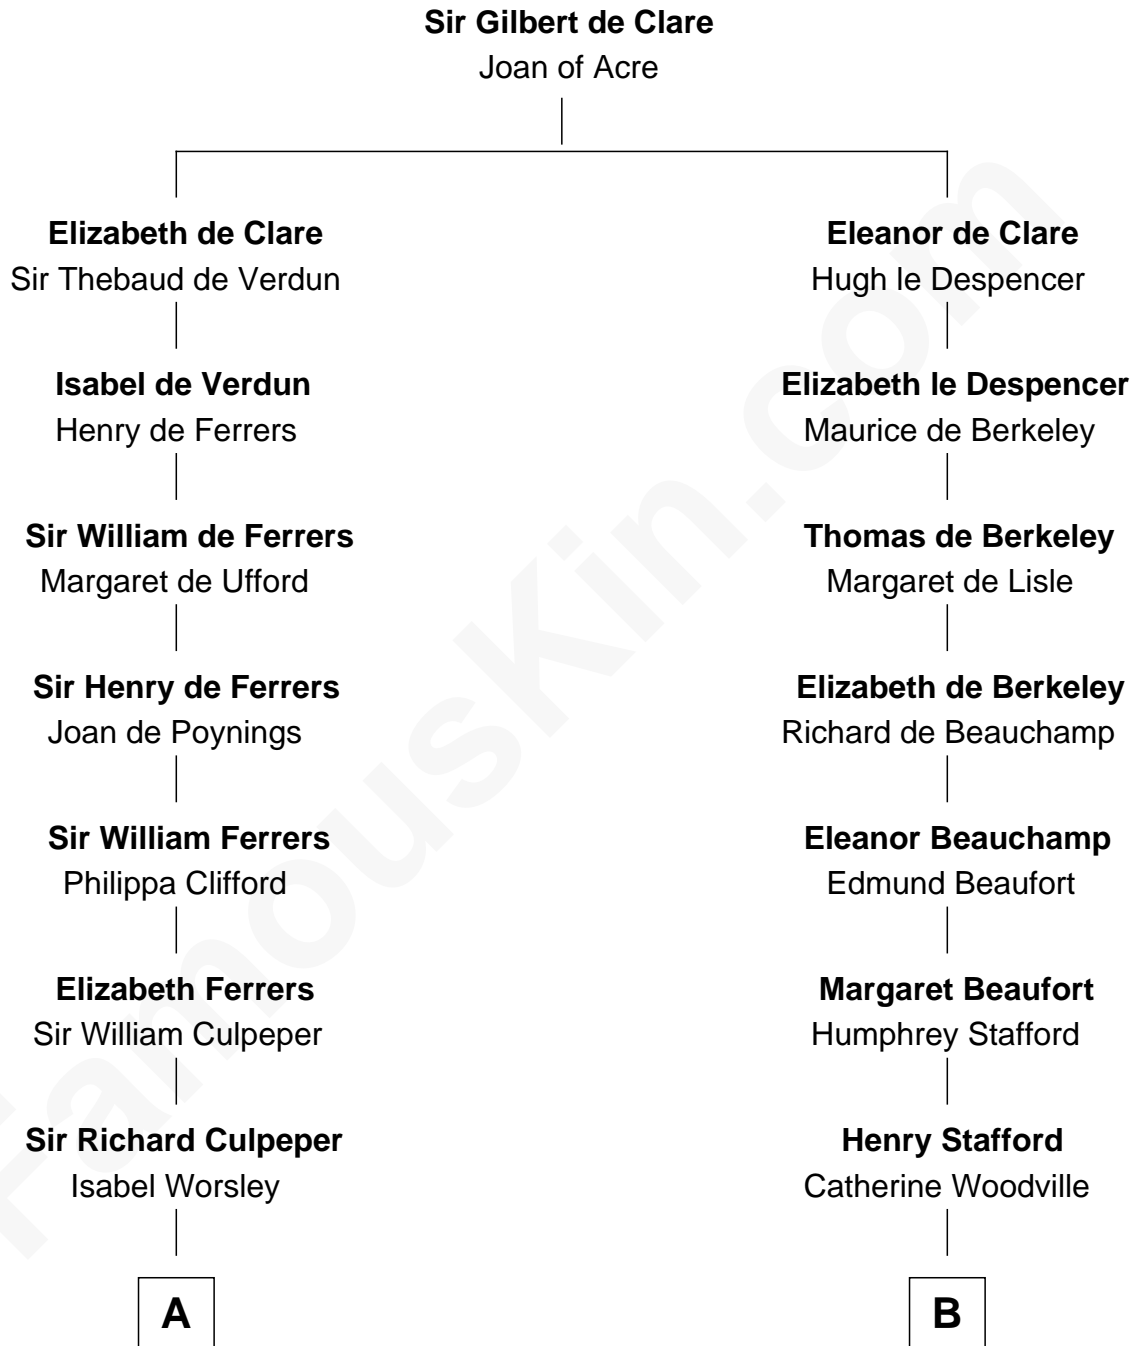 Sir Gilbert de Clare
Joan of Acre
Elizabeth de Clare
Sir Thebaud de Verdun
Eleanor de Clare
Hugh le Despencer
Isabel de Verdun
Henry de Ferrers
Elizabeth le Despencer
Maurice de Berkeley
Sir William de Ferrers
Margaret de Ufford
Thomas de Berkeley
Margaret de Lisle
Sir Henry de Ferrers
Joan de Poynings
Elizabeth de Berkeley
Richard de Beauchamp
Sir William Ferrers
Philippa Clifford
Eleanor Beauchamp
Edmund Beaufort
Elizabeth Ferrers
Sir William Culpeper
Margaret Beaufort
Humphrey Stafford
Sir Richard Culpeper
Isabel Worsley
Henry Stafford
Catherine Woodville
A
B
FamousKin.com